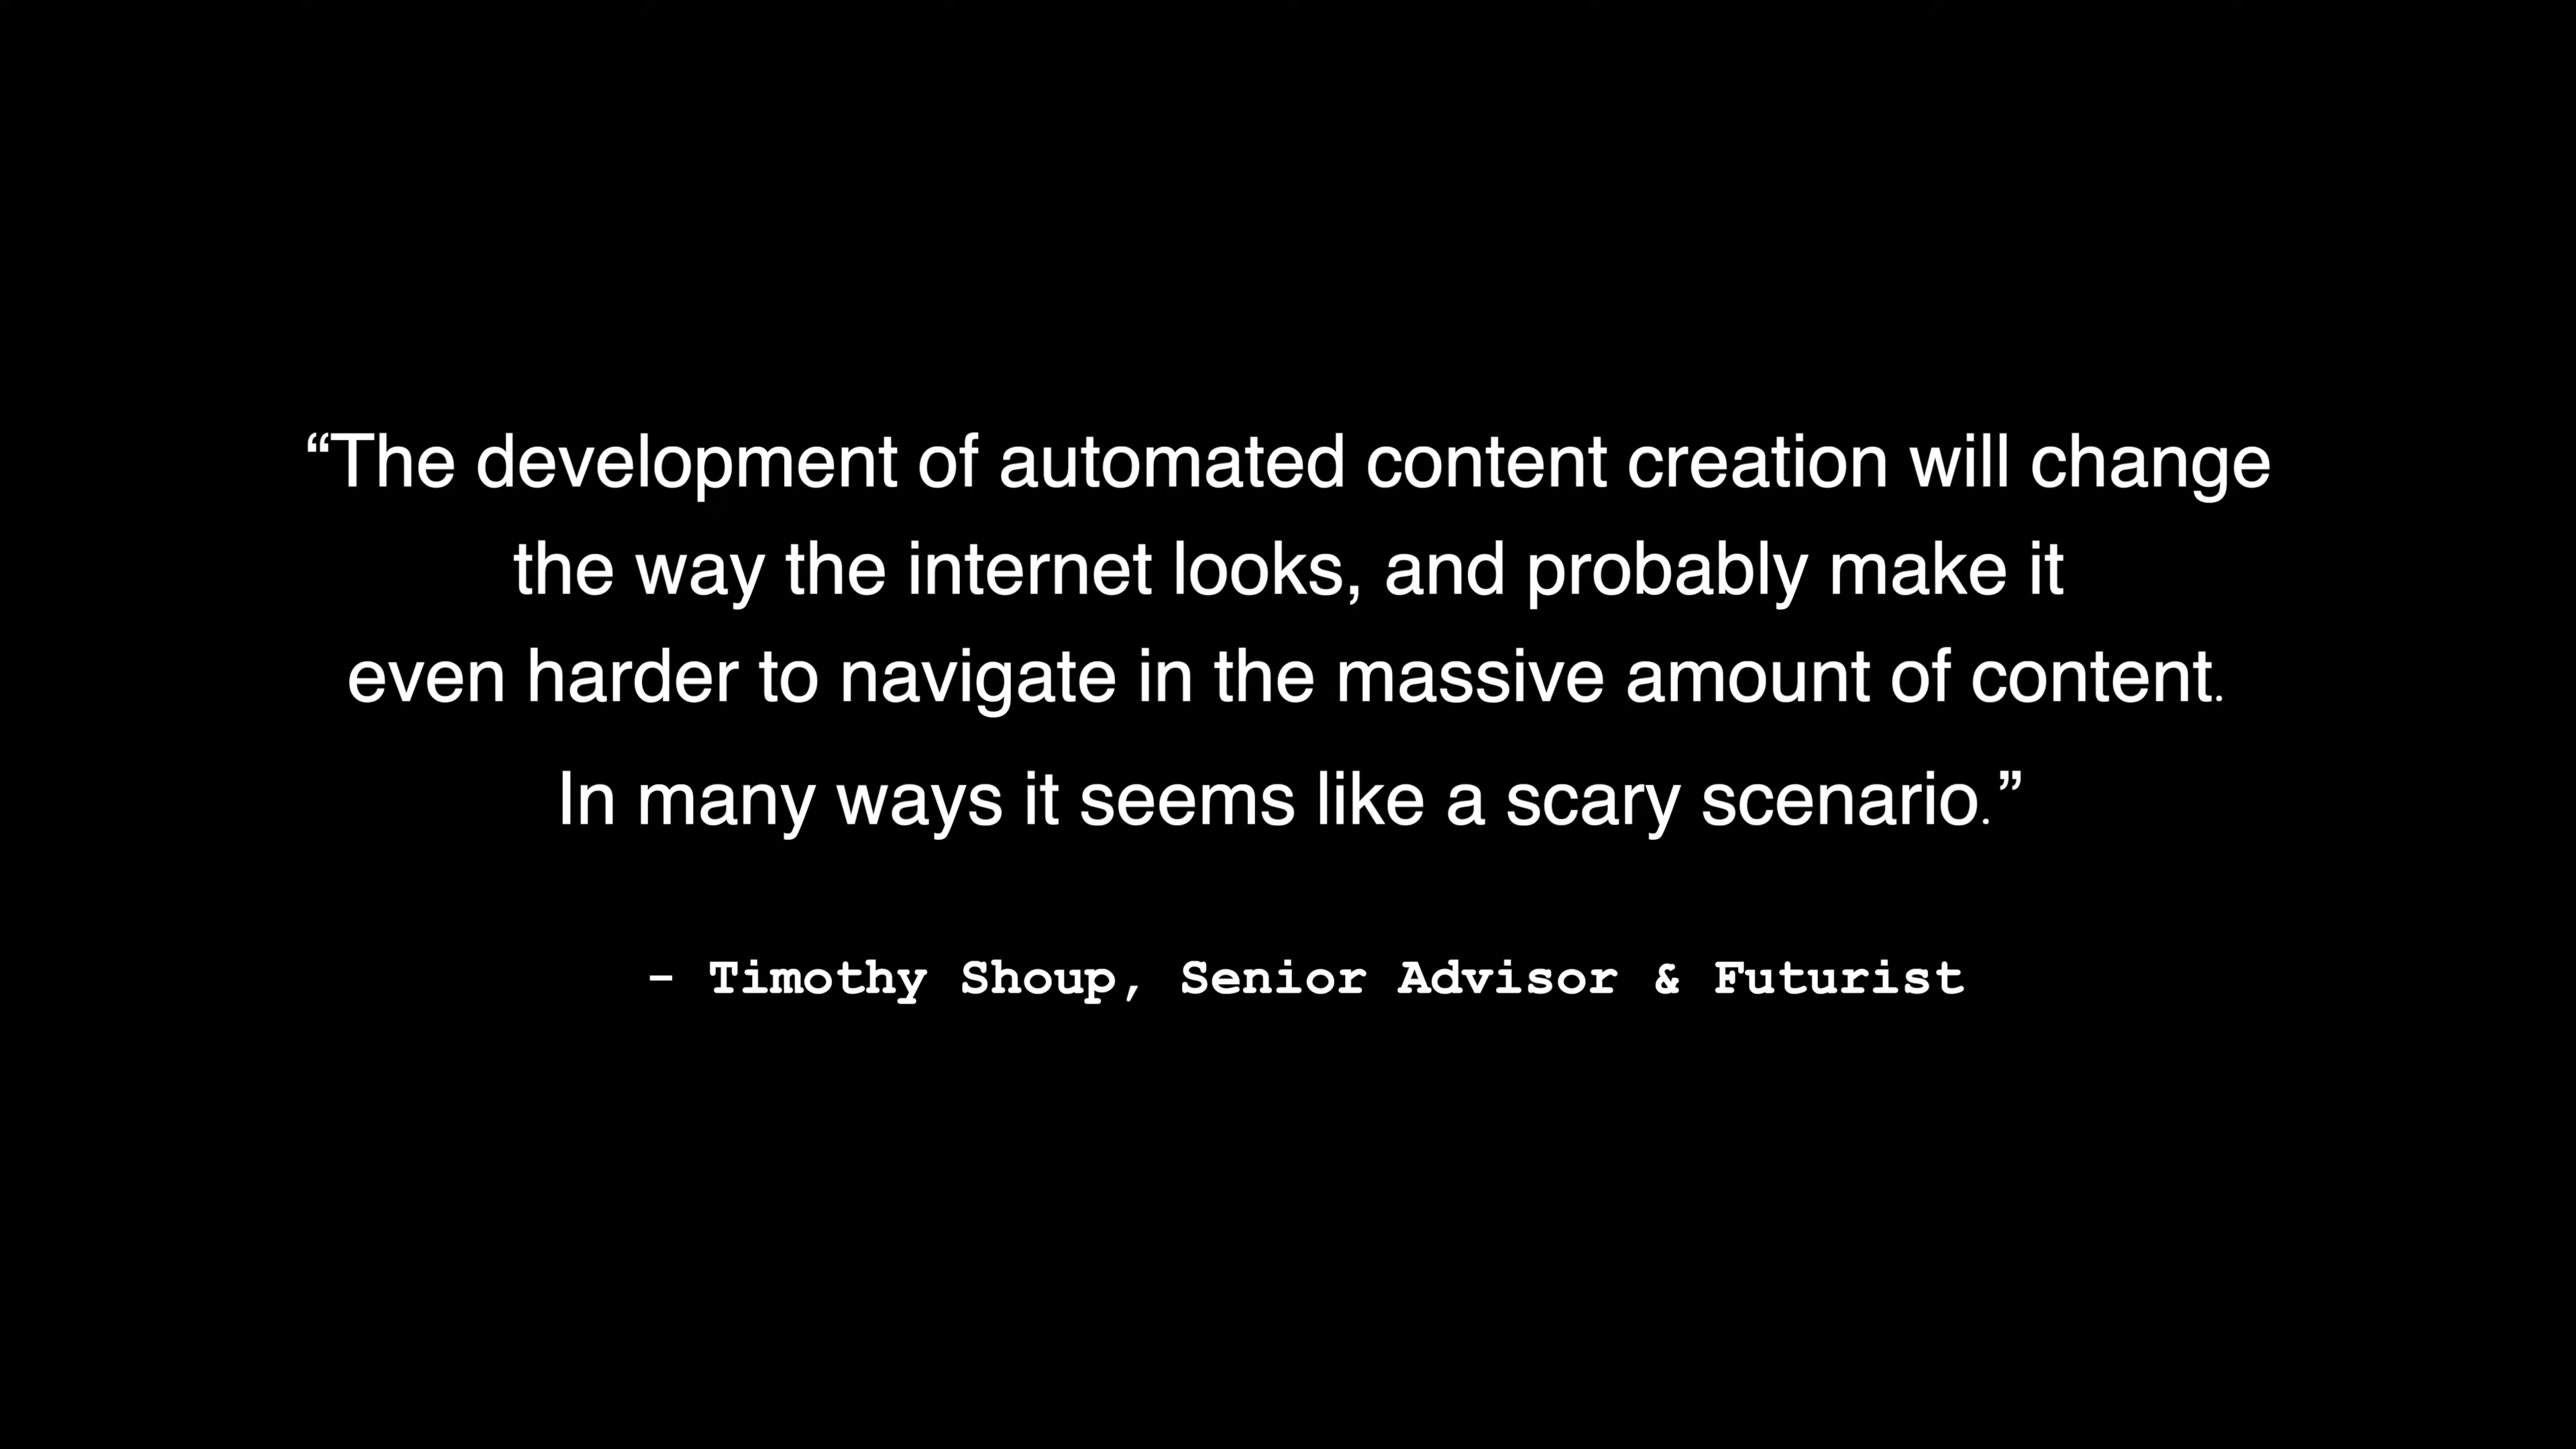 “The development of automated content creation will change
the way the internet looks, and probably make it
even harder to navigate in the massive amount of content.
In many ways it seems like a scary scenario.”
- Timothy Shoup, Senior Advisor & Futurist